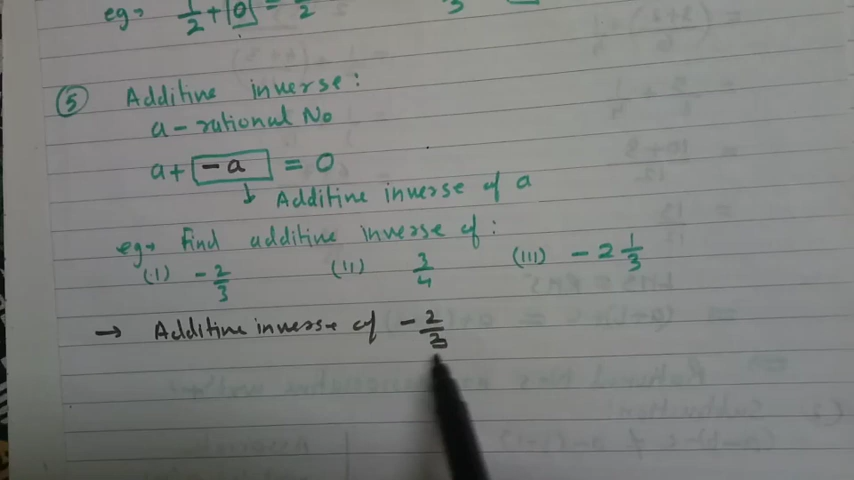 eg→ 1/2 + 0 = /2 3
⑤ Additive inverse:
a - rational No
a + -a = 0
↳ Additive inverse of a
eg→ Find additive inverse of:
(i) -2/3 (ii) 3/4 (iii) -2 1/3
→ Additive inverse of -2/3